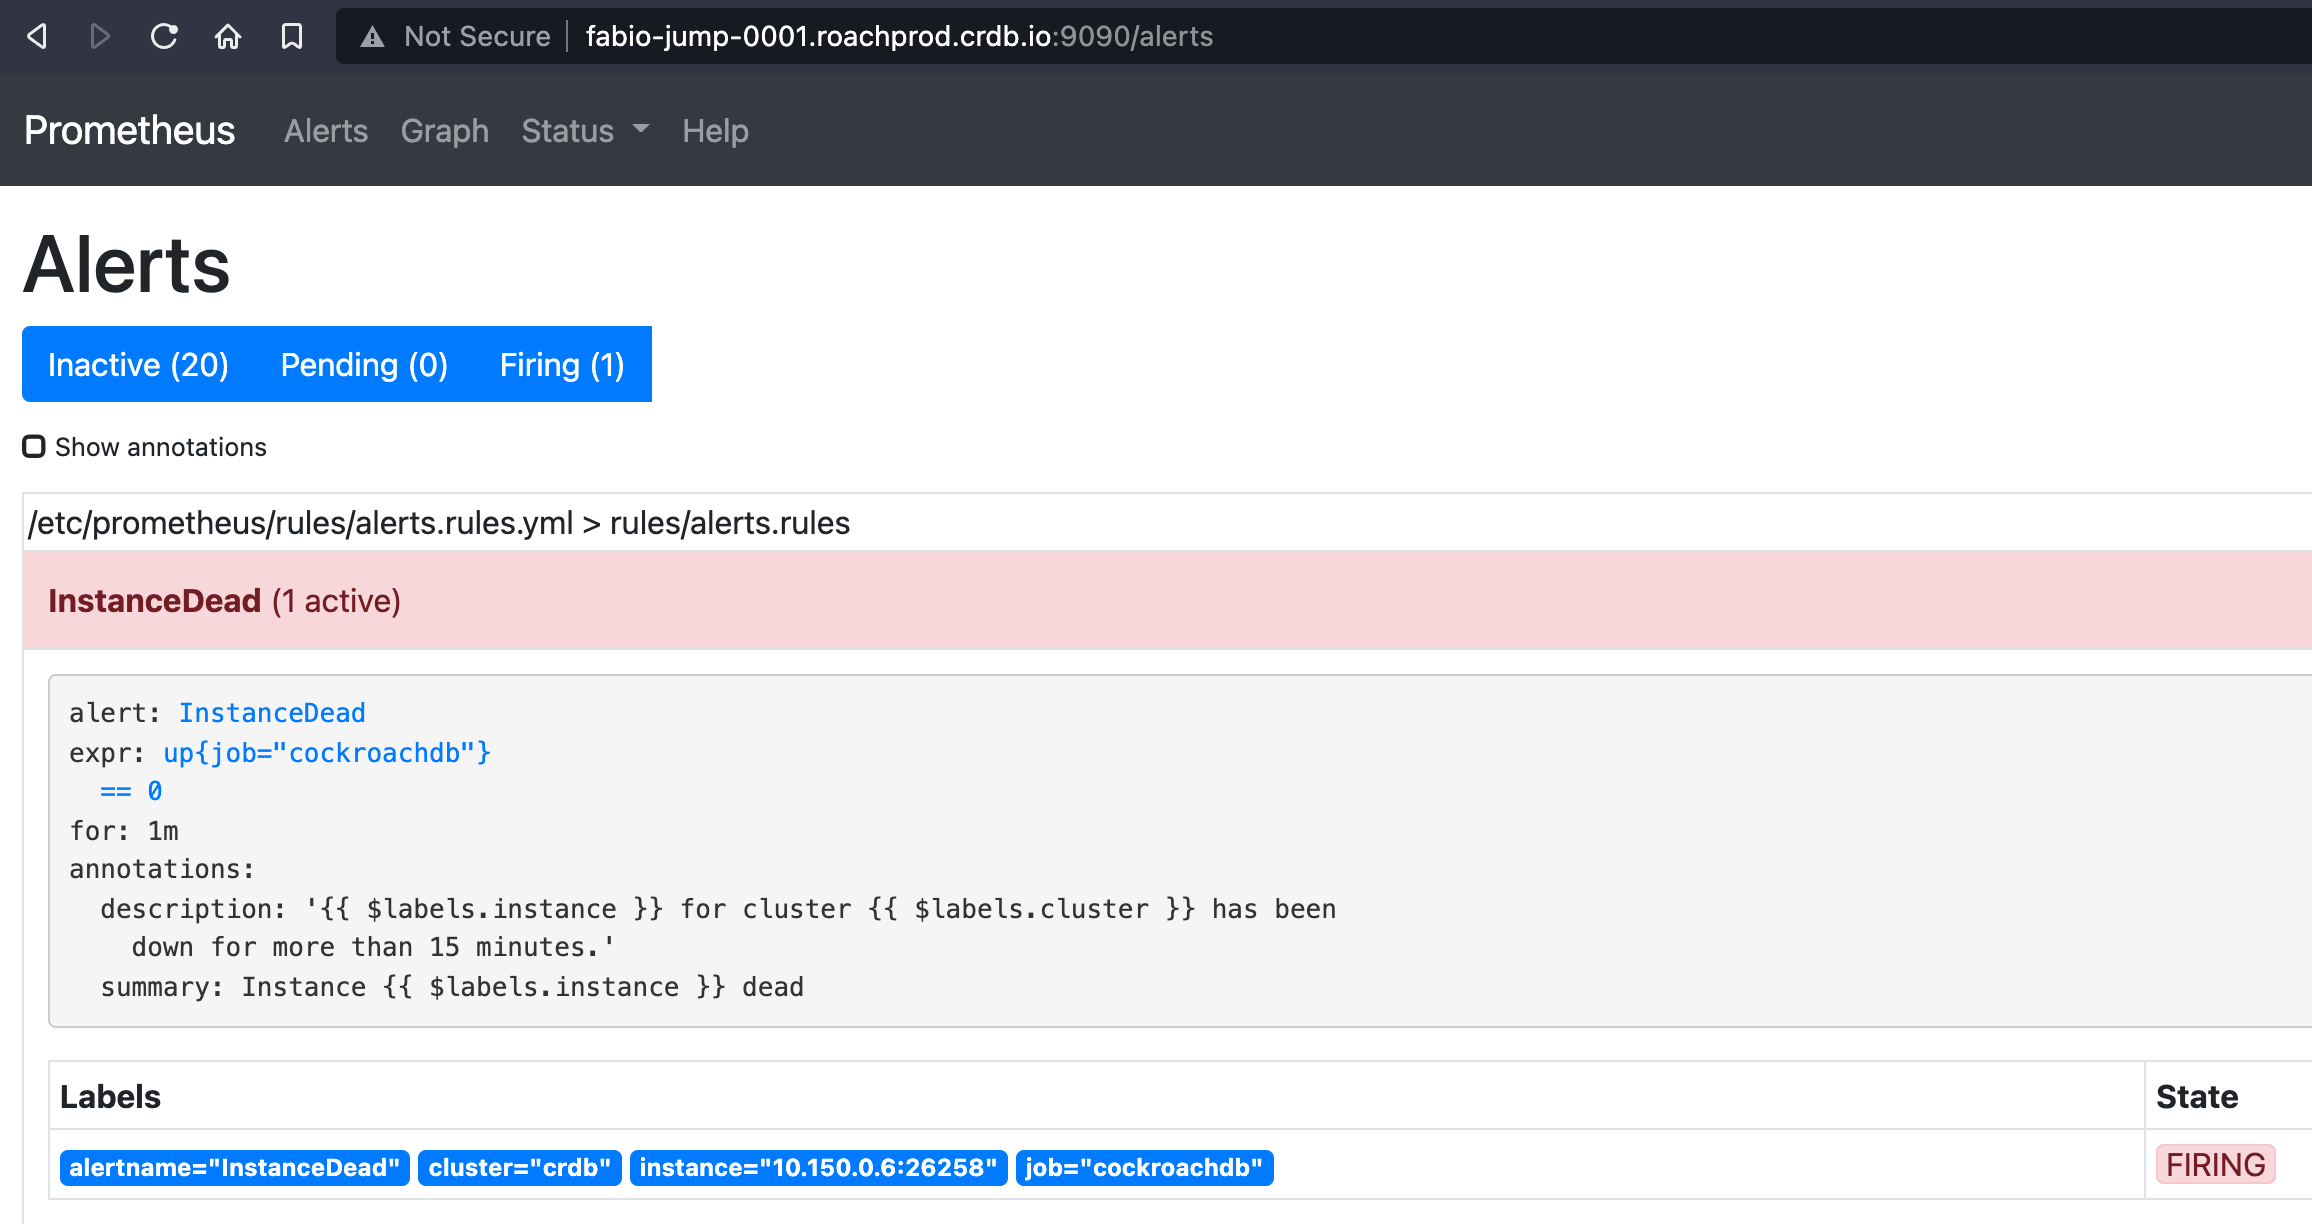 Not Secure fabio-jump-0001.roachprod.crdb.io:9090/alerts
Prometheus Alerts Graph Status Help
Alerts
Inactive (20) Pending (0) Firing (1)
Show annotations
/etc/prometheus/rules/alerts.rules.yml > rules/alerts.rules
InstanceDead (1 active)
alert: InstanceDead
expr: up{job="cockroachdb"}
  == 0
for: 1m
annotations:
  description: '{{ $labels.instance }} for cluster {{ $labels.cluster }} has been
    down for more than 15 minutes.'
  summary: Instance {{ $labels.instance }} dead
Labels State
alertname="InstanceDead" cluster="crdb" instance="10.150.0.6:26258" job="cockroachdb" FIRING